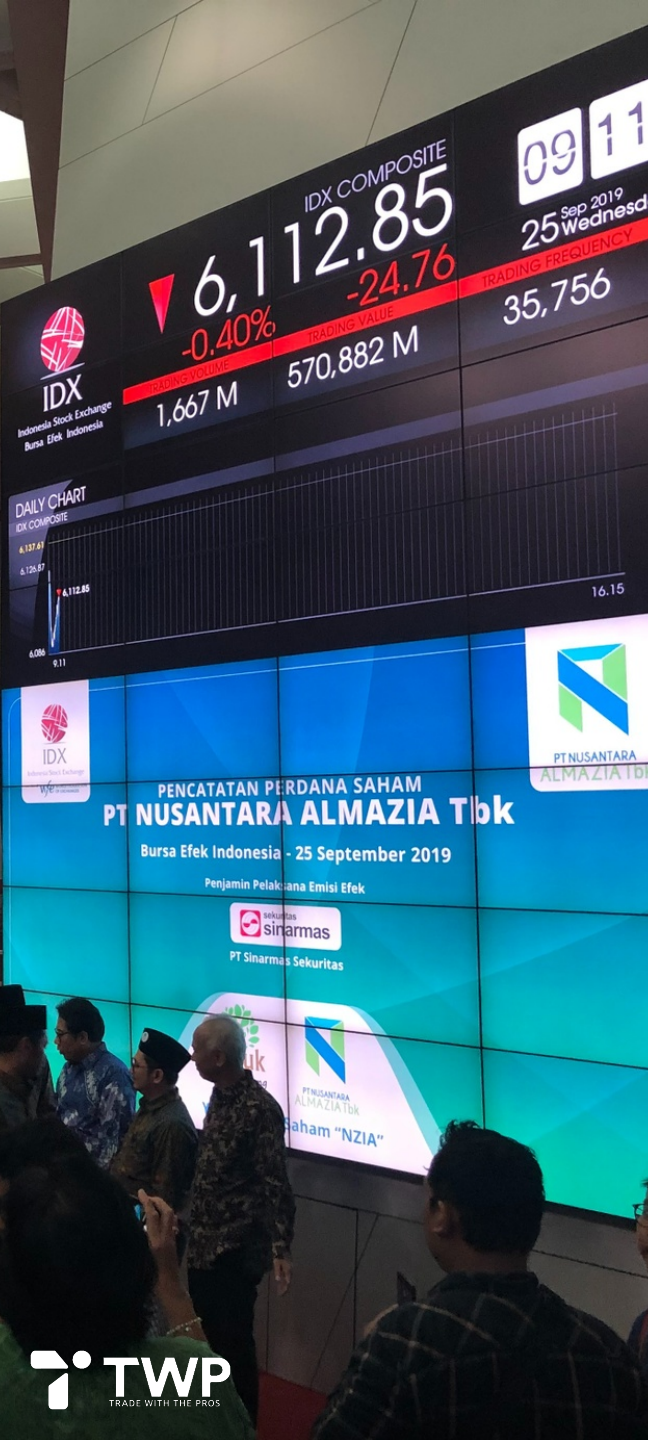 IDX COMPOSITE
6,112.85
-0.40%
-24.76
09 11
25 Sep 2019
Wednesd
TRADING VOLUME
1,667 M
TRADING VALUE
570,882 M
TRADING FREQUENCY
35,756
IDX
Indonesia Stock Exchange
Bursa Efek Indonesia
DAILY CHART
IDX COMPOSITE
6,137.61
6,126.87
6,112.85
6,086
9.11
16.15
IDX
Indonesia Stock Exchange
PT NUSANTARA
ALMAZIA Tbk
PENCATATAN PERDANA SAHAM
PT NUSANTARA ALMAZIA Tbk
Bursa Efek Indonesia - 25 September 2019
Penjamin Pelaksana Emisi Efek
sekuritas
sinarmas
PT Sinarmas Sekuritas
uk
PT NUSANTARA
ALMAZIA Tbk
Saham “NZIA”
TWP
TRADE WITH THE PROS